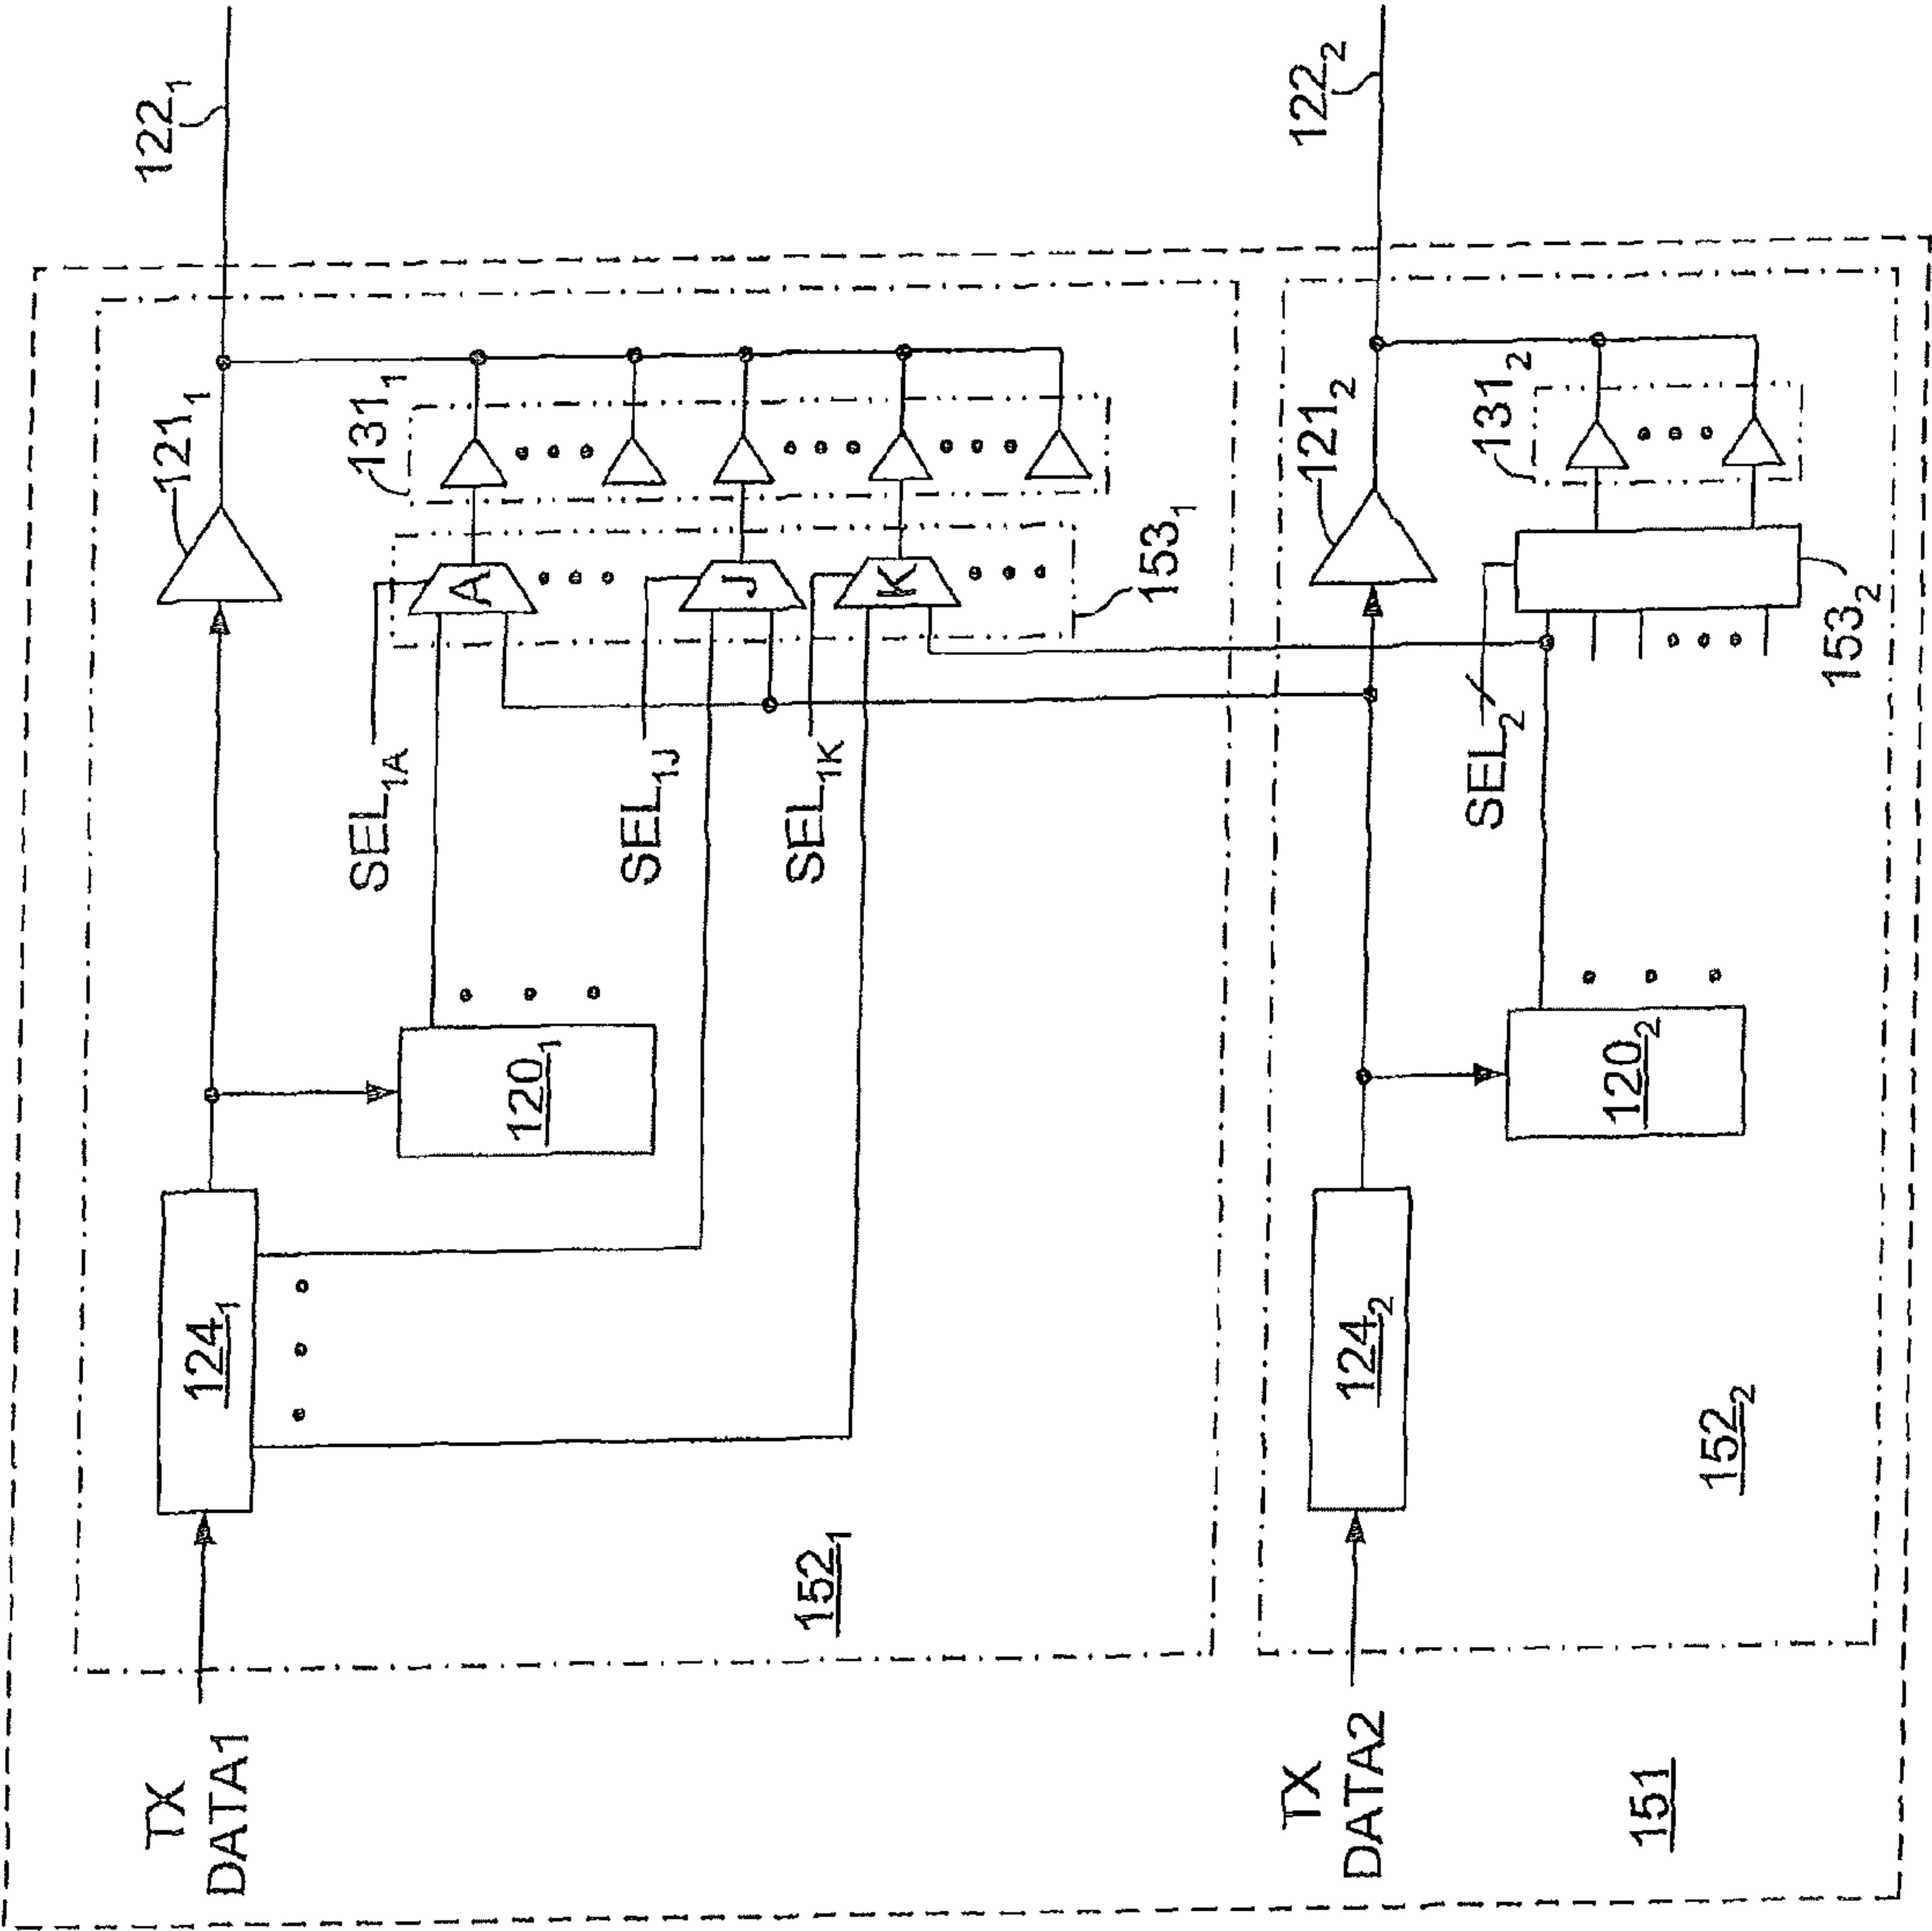 TX
DATA1
124₁
120₁
121₁
122₁
SEL₁A
SEL₁J
SEL₁K
A
J
K
131₁
153₁
152₁
TX
DATA2
124₂
120₂
121₂
122₂
SEL₂
131₂
153₂
152₂
151